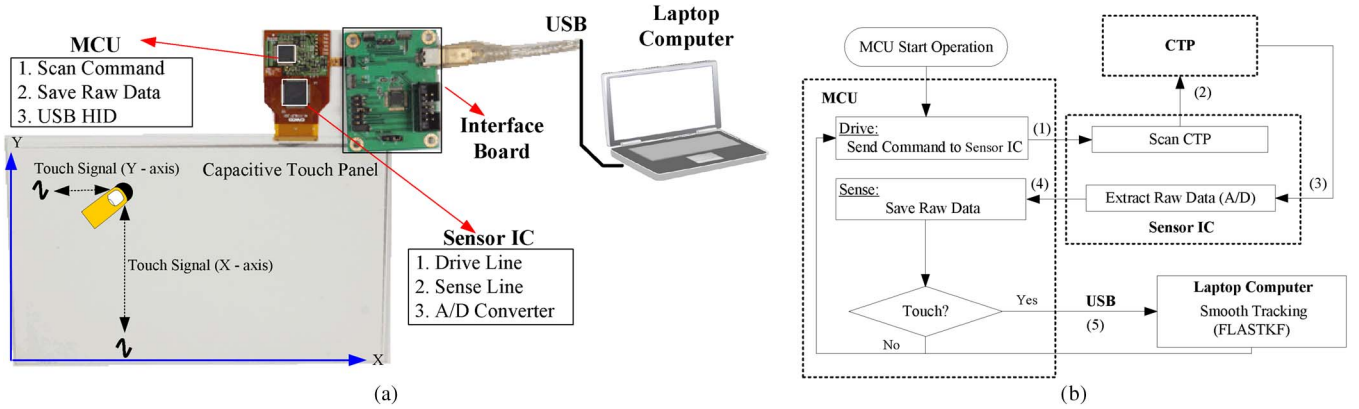 USB
Laptop
Computer
MCU
1. Scan Command
2. Save Raw Data
3. USB HID
Interface
Board
Y
Touch Signal (Y - axis)
Capacitive Touch Panel
Touch Signal (X - axis)
Sensor IC
1. Drive Line
2. Sense Line
3. A/D Converter
X
(a)
MCU Start Operation
CTP
(2)
MCU
Drive:
Send Command to Sensor IC
(1)
Scan CTP
(3)
Sense:
Save Raw Data
(4)
Extract Raw Data (A/D)
Sensor IC
Touch?
Yes
USB
(5)
Laptop Computer
Smooth Tracking
(FLASTKF)
No
(b)